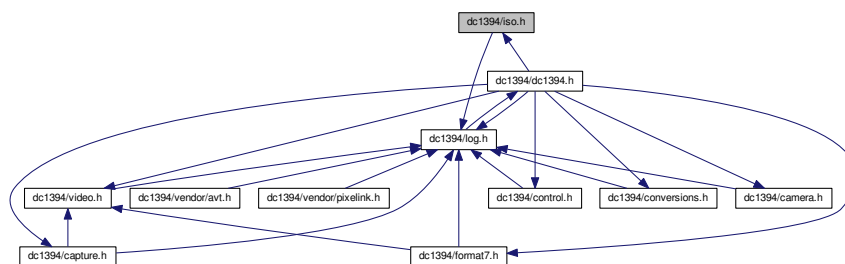 dc1394/iso.h
dc1394/dc1394.h
dc1394/log.h
dc1394/video.h
dc1394/vendor/avt.h
dc1394/vendor/pixelink.h
dc1394/control.h
dc1394/conversions.h
dc1394/camera.h
dc1394/capture.h
dc1394/format7.h